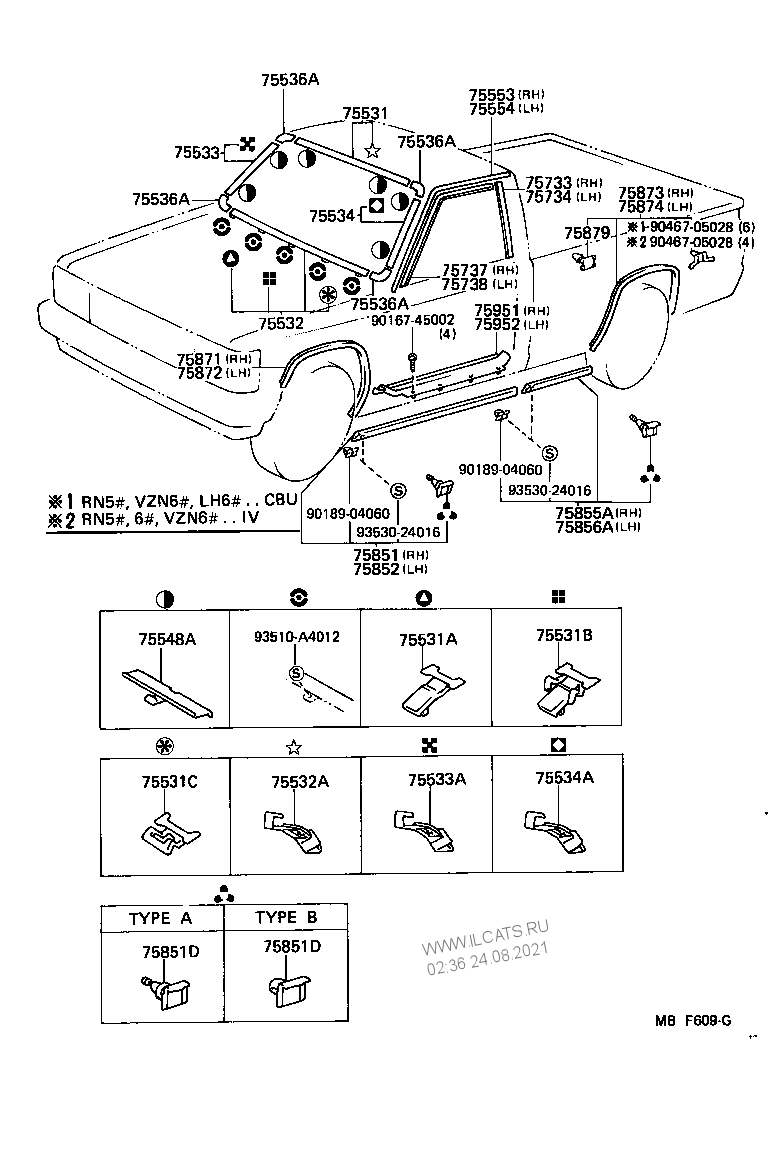 75536A
75553 (RH)
75554 (LH)
75531
75533
75536A
75733 (RH)
75734 (LH)
75873 (RH)
75874 (LH)
75536A
75534
75879
※1-90467-05028 (6)
※2 90467-05028 (4)
75737 (RH)
75738 (LH)
75536A
75532
90167-45002
(4)
75951 (RH)
75952 (LH)
75871 (RH)
75872 (LH)
90189-04060
S
93530-24016
※1 RN5#, VZN6#, LH6#.. CBU
※2 RN5#, 6#, VZN6#.. IV
S
90189-04060
93530-24016
75855A (RH)
75856A (LH)
75851 (RH)
75852 (LH)
75548A
93510-A4012
S
75531A
75531B
75531C
75532A
75533A
75534A
TYPE A
TYPE B
75851D
75851D
WWW.ILCATS.RU
02:36 24.08.2021
M8 F609-G